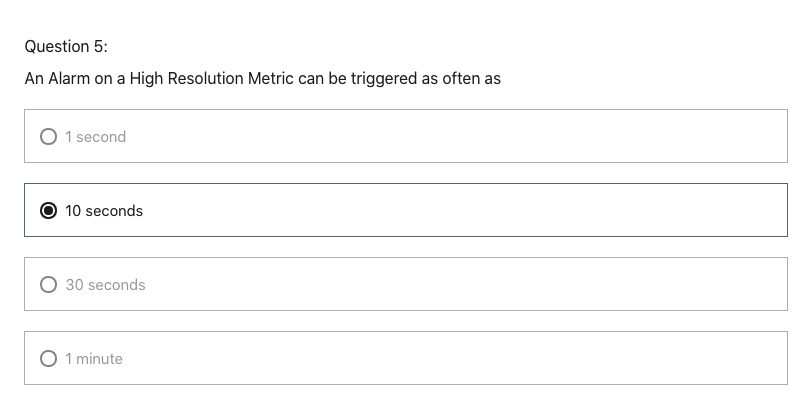 Question 5:
An Alarm on a High Resolution Metric can be triggered as often as
1 second
10 seconds
30 seconds
1 minute